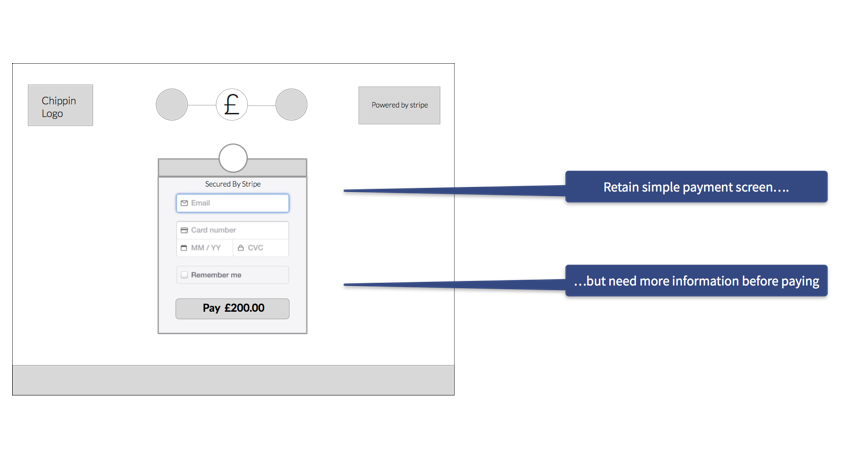 Chippin
Logo
£
Powered by stripe
Secured By Stripe
Email
Card number
MM / YY
CVC
Remember me
Pay £200.00
Retain simple payment screen….
…but need more information before paying